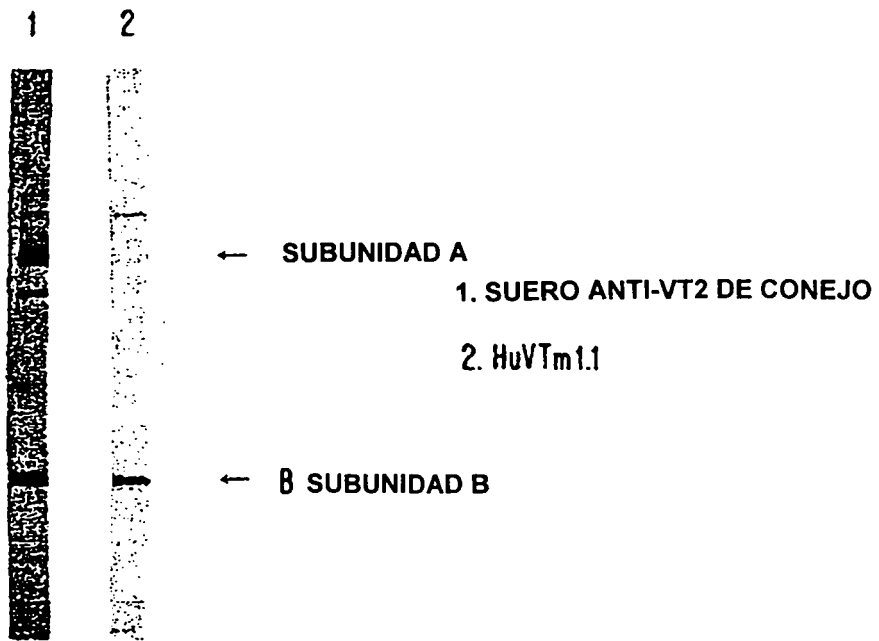 1 2
← SUBUNIDAD A
1. SUERO ANTI-VT2 DE CONEJO
2. HuVTm1.1
← B SUBUNIDAD B